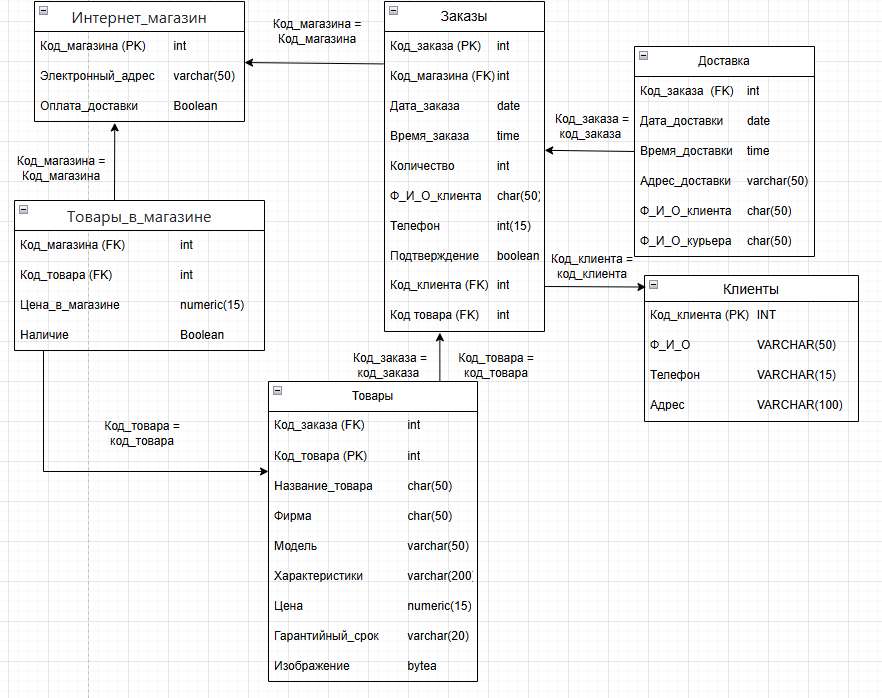 Интернет_магазин
Код_магазина (PK) int
Электронный_адрес varchar(50)
Оплата_доставки Boolean
Код_магазина =
Код_магазина
Заказы
Код_заказа (PK) int
Код_магазина (FK) int
Дата_заказа date
Время_заказа time
Количество int
Ф_И_О_клиента char(50)
Телефон int(15)
Подтверждение boolean
Код_клиента (FK) int
Код товара (FK) int
Код_заказа =
код_заказа
Доставка
Код_заказа (FK) int
Дата_доставки date
Время_доставки time
Адрес_доставки varchar(50)
Ф_И_О_клиента char(50)
Ф_И_О_курьера char(50)
Код_магазина =
Код_магазина
Товары_в_магазине
Код_магазина (FK) int
Код_товара (FK) int
Цена_в_магазине numeric(15)
Наличие Boolean
Код_клиента =
код_клиента
Клиенты
Код_клиента (PK) INT
Ф_И_О VARCHAR(50)
Телефон VARCHAR(15)
Адрес VARCHAR(100)
Код_заказа =
код_заказа
Код_товара =
код_товара
Код_товара =
код_товара
Товары
Код_заказа (FK) int
Код_товара (PK) int
Название_товара char(50)
Фирма char(50)
Модель varchar(50)
Характеристики varchar(200)
Цена numeric(15)
Гарантийный_срок varchar(20)
Изображение bytea